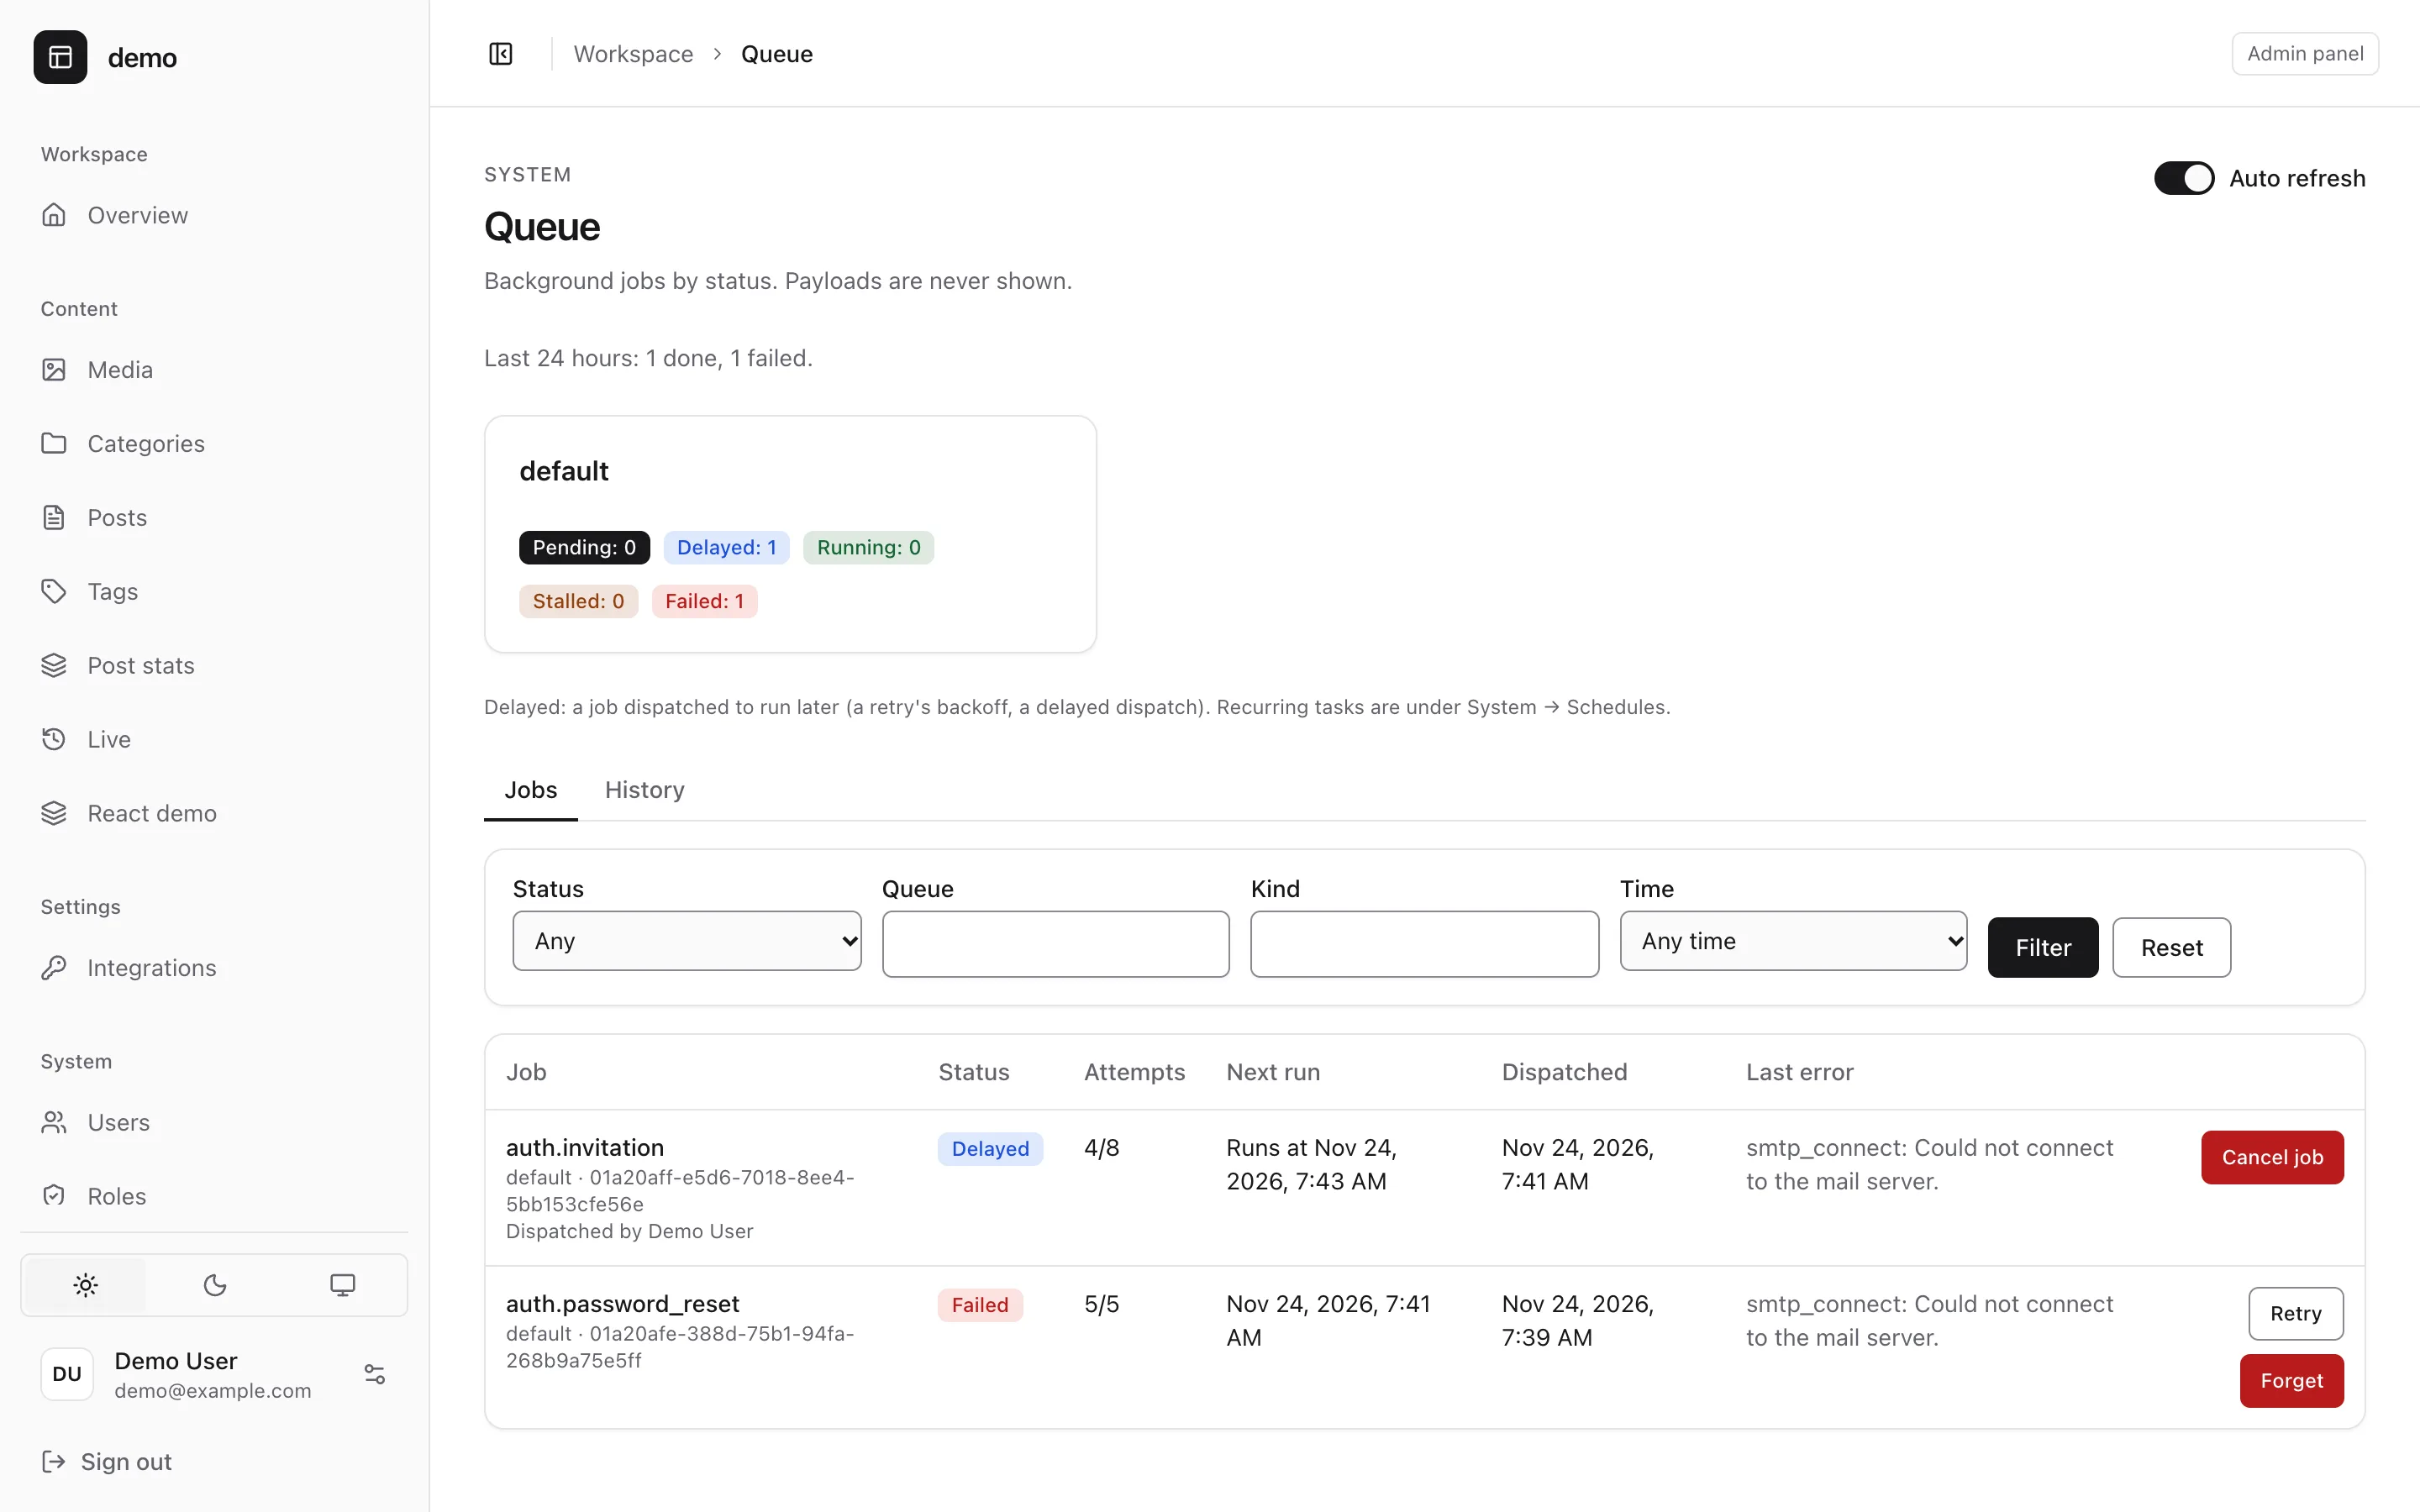 demo
Workspace
Overview
Content
Media
Categories
Posts
Tags
Post stats
Live
React demo
Settings
Integrations
System
Users
Roles
DU
Demo User
demo@example.com
Sign out
Workspace > Queue
Admin panel
SYSTEM
Queue
Background jobs by status. Payloads are never shown.
Auto refresh
Last 24 hours: 1 done, 1 failed.
default
Pending: 0 Delayed: 1 Running: 0
Stalled: 0 Failed: 1
Delayed: a job dispatched to run later (a retry's backoff, a delayed dispatch). Recurring tasks are under System → Schedules.
Jobs History
Status Queue Kind Time
Any Any time Filter Reset
Job Status Attempts Next run Dispatched Last error
auth.invitation
default · 01a20aff-e5d6-7018-8ee4-
5bb153cfe56e
Dispatched by Demo User
Delayed
4/8
Runs at Nov 24,
2026, 7:43 AM
Nov 24, 2026,
7:41 AM
smtp_connect: Could not connect
to the mail server.
Cancel job
auth.password_reset
default · 01a20afe-388d-75b1-94fa-
268b9a75e5ff
Failed
5/5
Nov 24, 2026, 7:41
AM
Nov 24, 2026,
7:39 AM
smtp_connect: Could not connect
to the mail server.
Retry
Forget